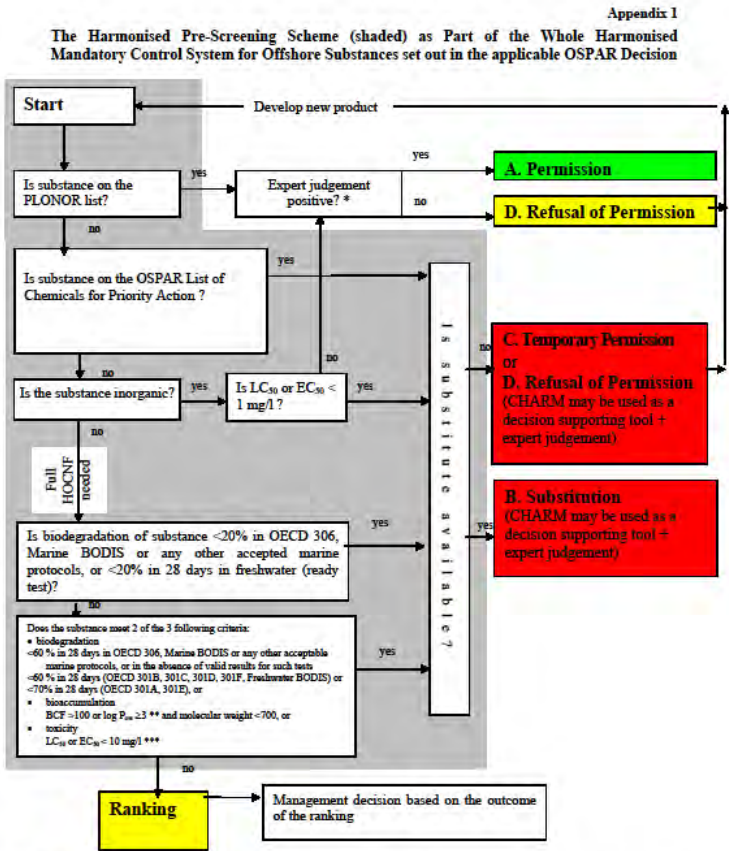 Appendix 1
The Harmonised Pre-Screening Scheme (shaded) as Part of the Whole Harmonised
Mandatory Control System for Offshore Substances set out in the applicable OSPAR Decision
Start
Develop new product
yes
A. Permission
Is substance on the
PLONOR list?
yes
Expert judgement
positive? *
no
D. Refusal of Permission
no
Is substance on the OSPAR List of
Chemicals for Priority Action ?
yes
Is substitute available?
no
C. Temporary Permission
or
D. Refusal of Permission
(CHARM may be used as a
decision supporting tool +
expert judgement)
no
no
Is the substance inorganic?
yes
Is LC50 or EC50 <
1 mg/l ?
yes
no
Full
HOCNF
needed
yes
B. Substitution
(CHARM may be used as a
decision supporting tool +
expert judgement)
Is biodegradation of substance <20% in OECD 306,
Marine BODIS or any other accepted marine
protocols, or <20% in 28 days in freshwater (ready
test)?
yes
no
Does the substance meet 2 of the 3 following criteria:
• biodegradation
<60 % in 28 days in OECD 306, Marine BODIS or any other acceptable
marine protocols, or in the absence of valid results for such tests
<60 % in 28 days (OECD 301B, 301C, 301D, 301F, Freshwater BODIS) or
<70% in 28 days (OECD 301A, 301E), or
• bioaccumulation
BCF >100 or log Pow ≥3 ** and molecular weight <700, or
• toxicity
LC50 or EC50 < 10 mg/l ***
yes
no
Ranking
Management decision based on the outcome
of the ranking